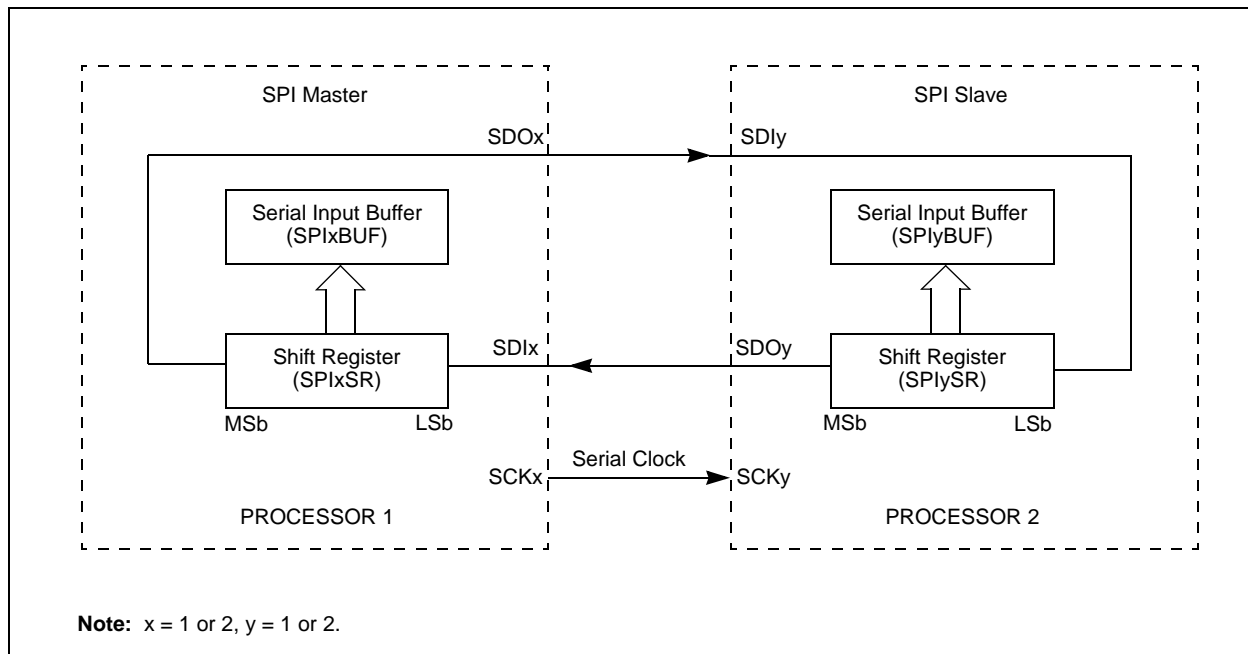 SPI Master
SPI Slave
SDOx
SDIy
Serial Input Buffer
(SPIxBUF)
Serial Input Buffer
(SPIyBUF)
Shift Register
(SPIxSR)
SDIx
SDOy
Shift Register
(SPIySR)
MSb
LSb
MSb
LSb
SCKx
Serial Clock
SCKy
PROCESSOR 1
PROCESSOR 2
Note: x = 1 or 2, y = 1 or 2.